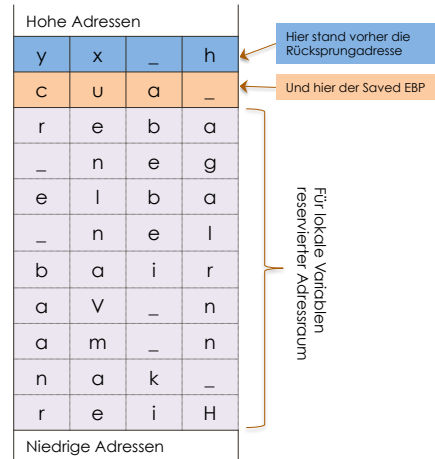 Hohe Adressen
y x _ h
c u a _
r e b a
_ n e g
e l b a
_ n e l
b a i r
a V _ n
a m _ n
n a k _
r e i H
Niedrige Adressen
Hier stand vorher die
Rücksprungadresse
Und hier der Saved EBP
Für lokale Variablen
reservierter Adressraum